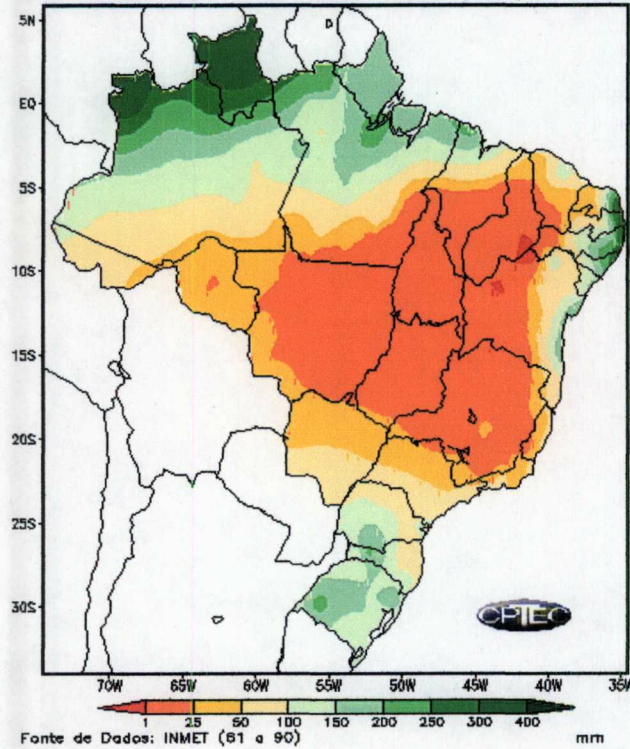 5N
EQ
5S
10S
15S
20S
25S
30S
CPTEC
70W 65W 60W 55W 50W 45W 40W 35W
1 25 50 100 150 200 250 300 400
Fonte de Dados: INMET (61 a 90) mm